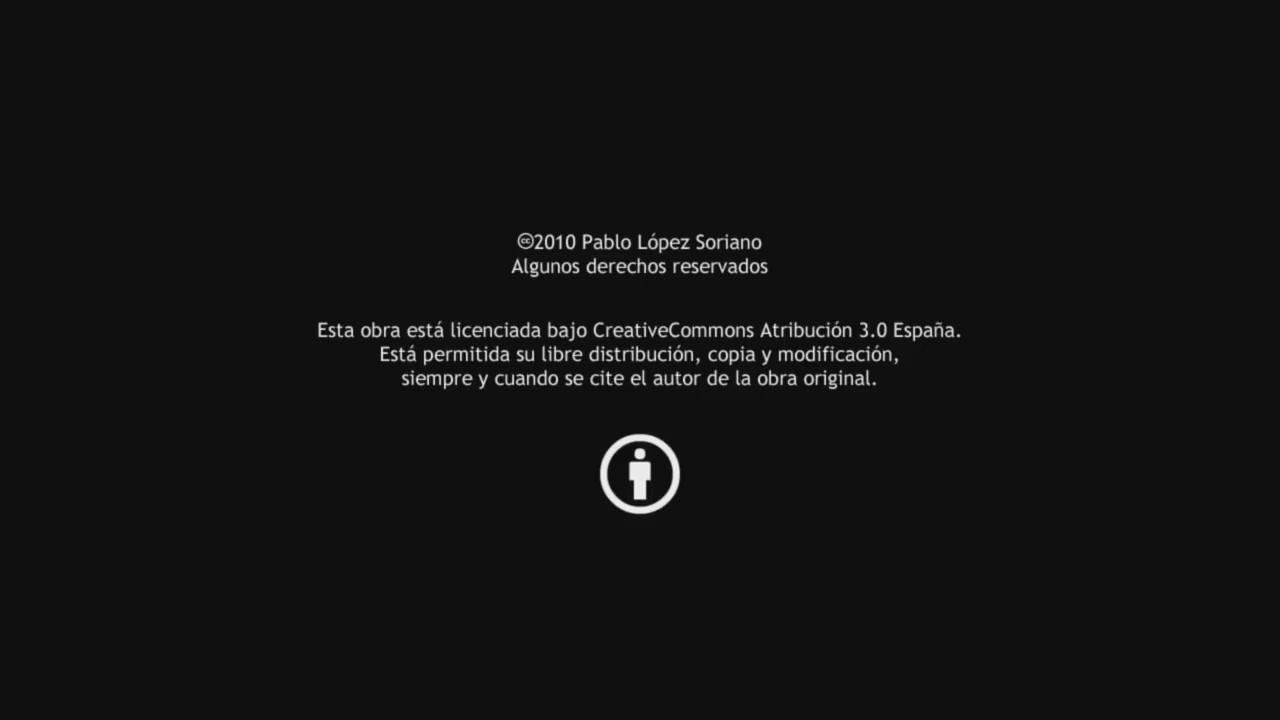 🅭2010 Pablo López Soriano
Algunos derechos reservados
Esta obra está licenciada bajo CreativeCommons Atribución 3.0 España.
Está permitida su libre distribución, copia y modificación,
siempre y cuando se cite el autor de la obra original.